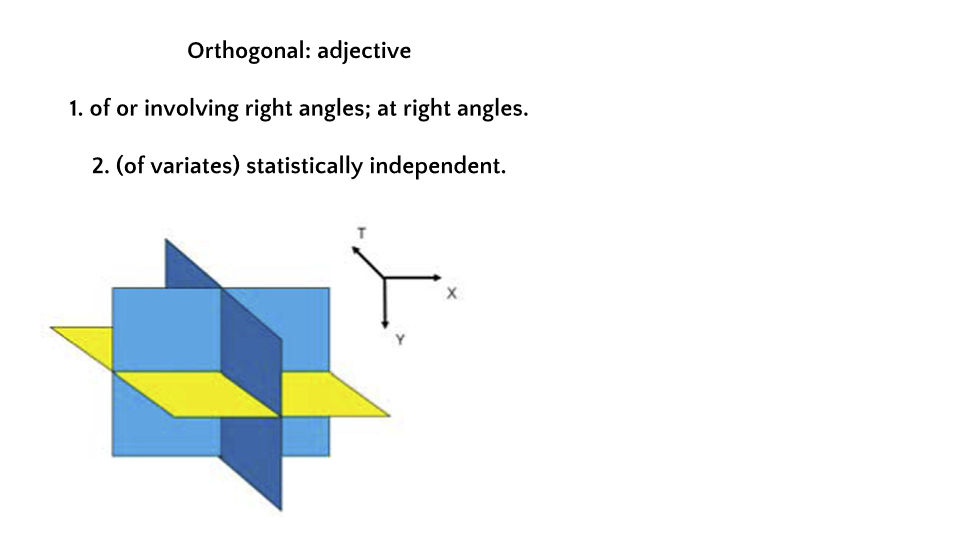 Orthogonal: adjective
1. of or involving right angles; at right angles.
2. (of variates) statistically independent.
T
X
Y